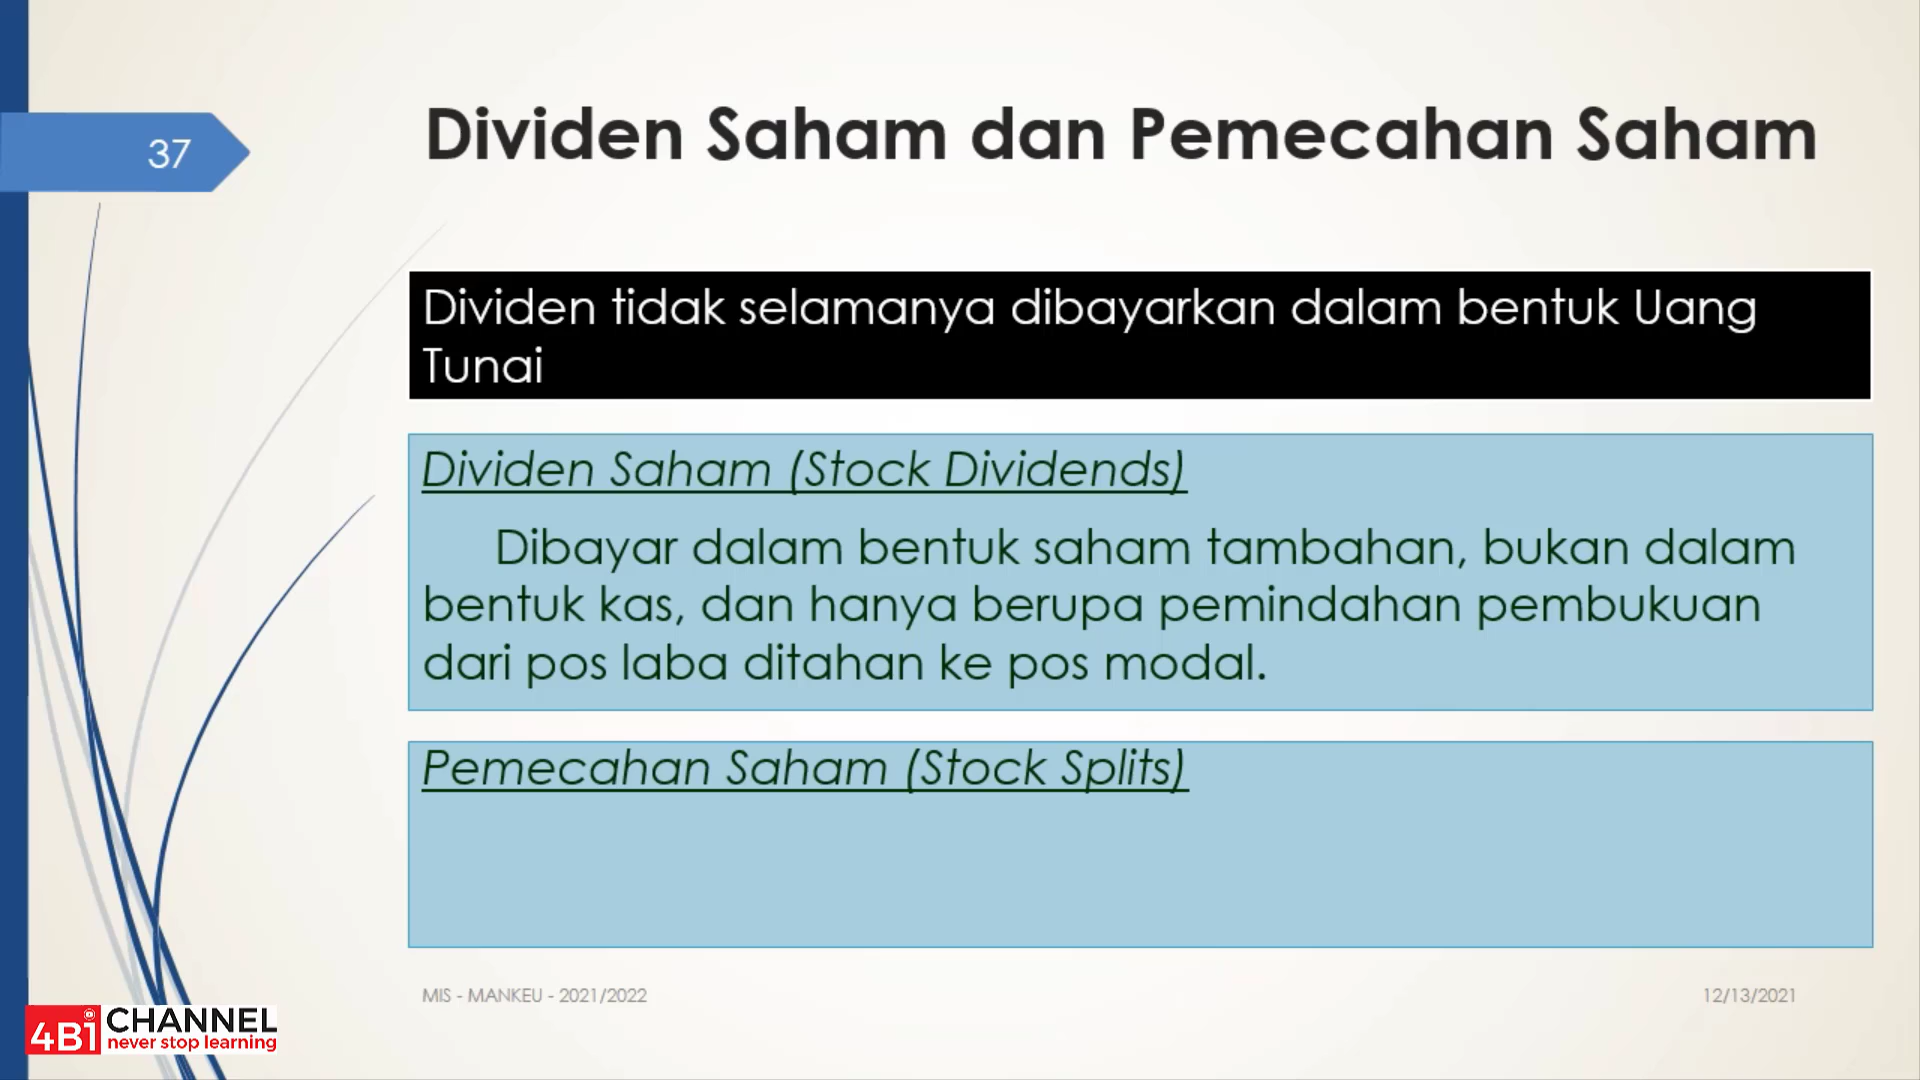 37
Dividen Saham dan Pemecahan Saham
Dividen tidak selamanya dibayarkan dalam bentuk Uang
Tunai
Dividen Saham (Stock Dividends)
Dibayar dalam bentuk saham tambahan, bukan dalam
bentuk kas, dan hanya berupa pemindahan pembukuan
dari pos laba ditahan ke pos modal.
Pemecahan Saham (Stock Splits)
MIS - MANKEU - 2021/2022
12/13/2021
4Bi CHANNEL
never stop learning